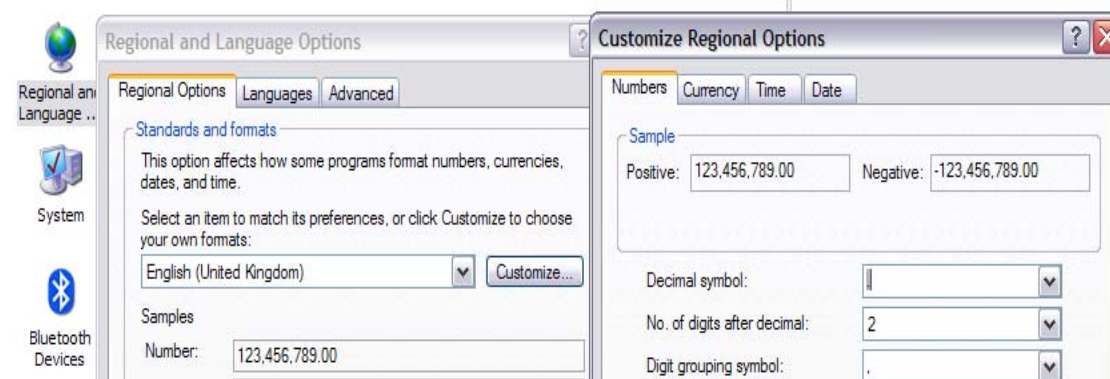 Regional and
Language ..
System
Bluetooth
Devices
Regional and Language Options
?
Regional Options
Languages
Advanced
Standards and formats
This option affects how some programs format numbers, currencies,
dates, and time.
Select an item to match its preferences, or click Customize to choose
your own formats:
English (United Kingdom)
Customize...
Samples
Number:
123,456,789.00
Customize Regional Options
?
Numbers
Currency
Time
Date
Sample
Positive:
123,456,789.00
Negative:
-123,456,789.00
Decimal symbol:
No. of digits after decimal:
2
Digit grouping symbol:
,